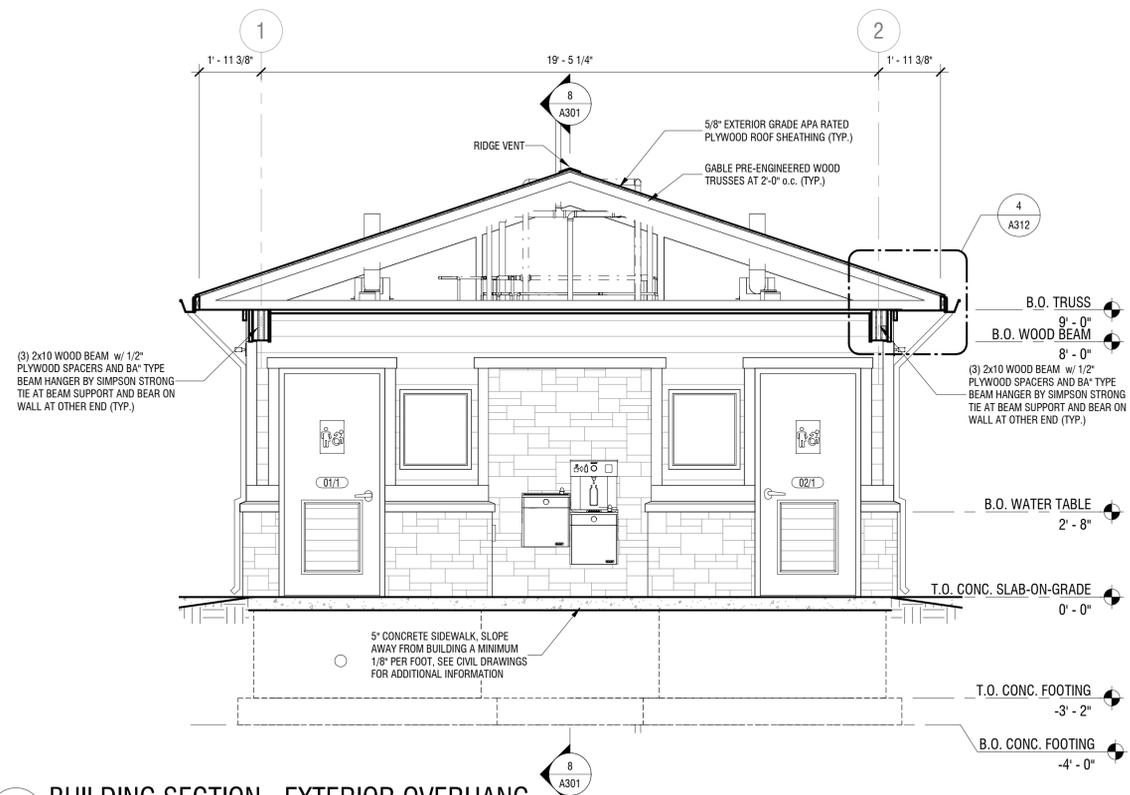 1
2
1' - 11 3/8"
19' - 5 1/4"
1' - 11 3/8"
8
A301
5/8" EXTERIOR GRADE APA RATED
PLYWOOD ROOF SHEATHING (TYP.)
RIDGE VENT
GABLE PRE-ENGINEERED WOOD
TRUSSES AT 2'-0" o.c. (TYP.)
4
A312
B.O. TRUSS
9' - 0"
B.O. WOOD BEAM
8' - 0"
(3) 2x10 WOOD BEAM w/ 1/2"
PLYWOOD SPACERS AND BA" TYPE
BEAM HANGER BY SIMPSON STRONG
TIE AT BEAM SUPPORT AND BEAR ON
WALL AT OTHER END (TYP.)
(3) 2x10 WOOD BEAM w/ 1/2"
PLYWOOD SPACERS AND BA" TYPE
BEAM HANGER BY SIMPSON STRONG
TIE AT BEAM SUPPORT AND BEAR ON
WALL AT OTHER END (TYP.)
01/1
02/1
B.O. WATER TABLE
2' - 8"
T.O. CONC. SLAB-ON-GRADE
0' - 0"
5" CONCRETE SIDEWALK, SLOPE
AWAY FROM BUILDING A MINIMUM
1/8" PER FOOT, SEE CIVIL DRAWINGS
FOR ADDITIONAL INFORMATION
T.O. CONC. FOOTING
-3' - 2"
B.O. CONC. FOOTING
-4' - 0"
8
A301
BUILDING SECTION - EXTERIOR OVERHANG